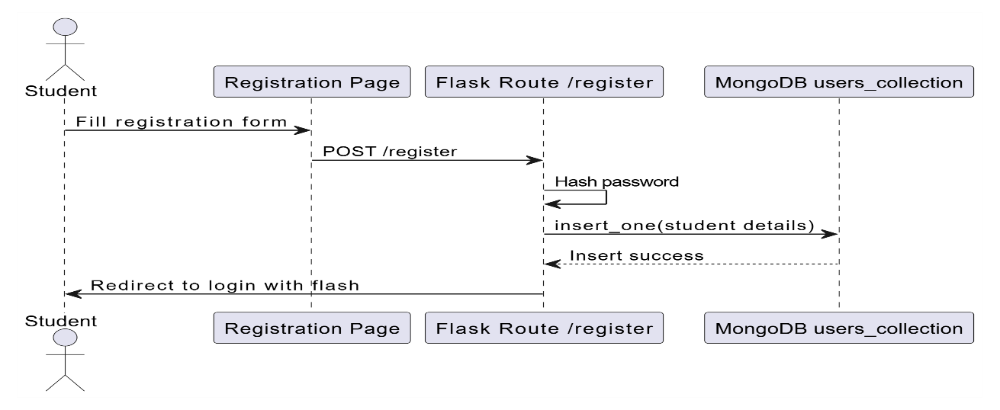 Student
Registration Page
Flask Route /register
MongoDB users_collection
Fill registration form
POST /register
Hash password
insert_one(student details)
Insert success
Redirect to login with flash
Student
Registration Page
Flask Route /register
MongoDB users_collection